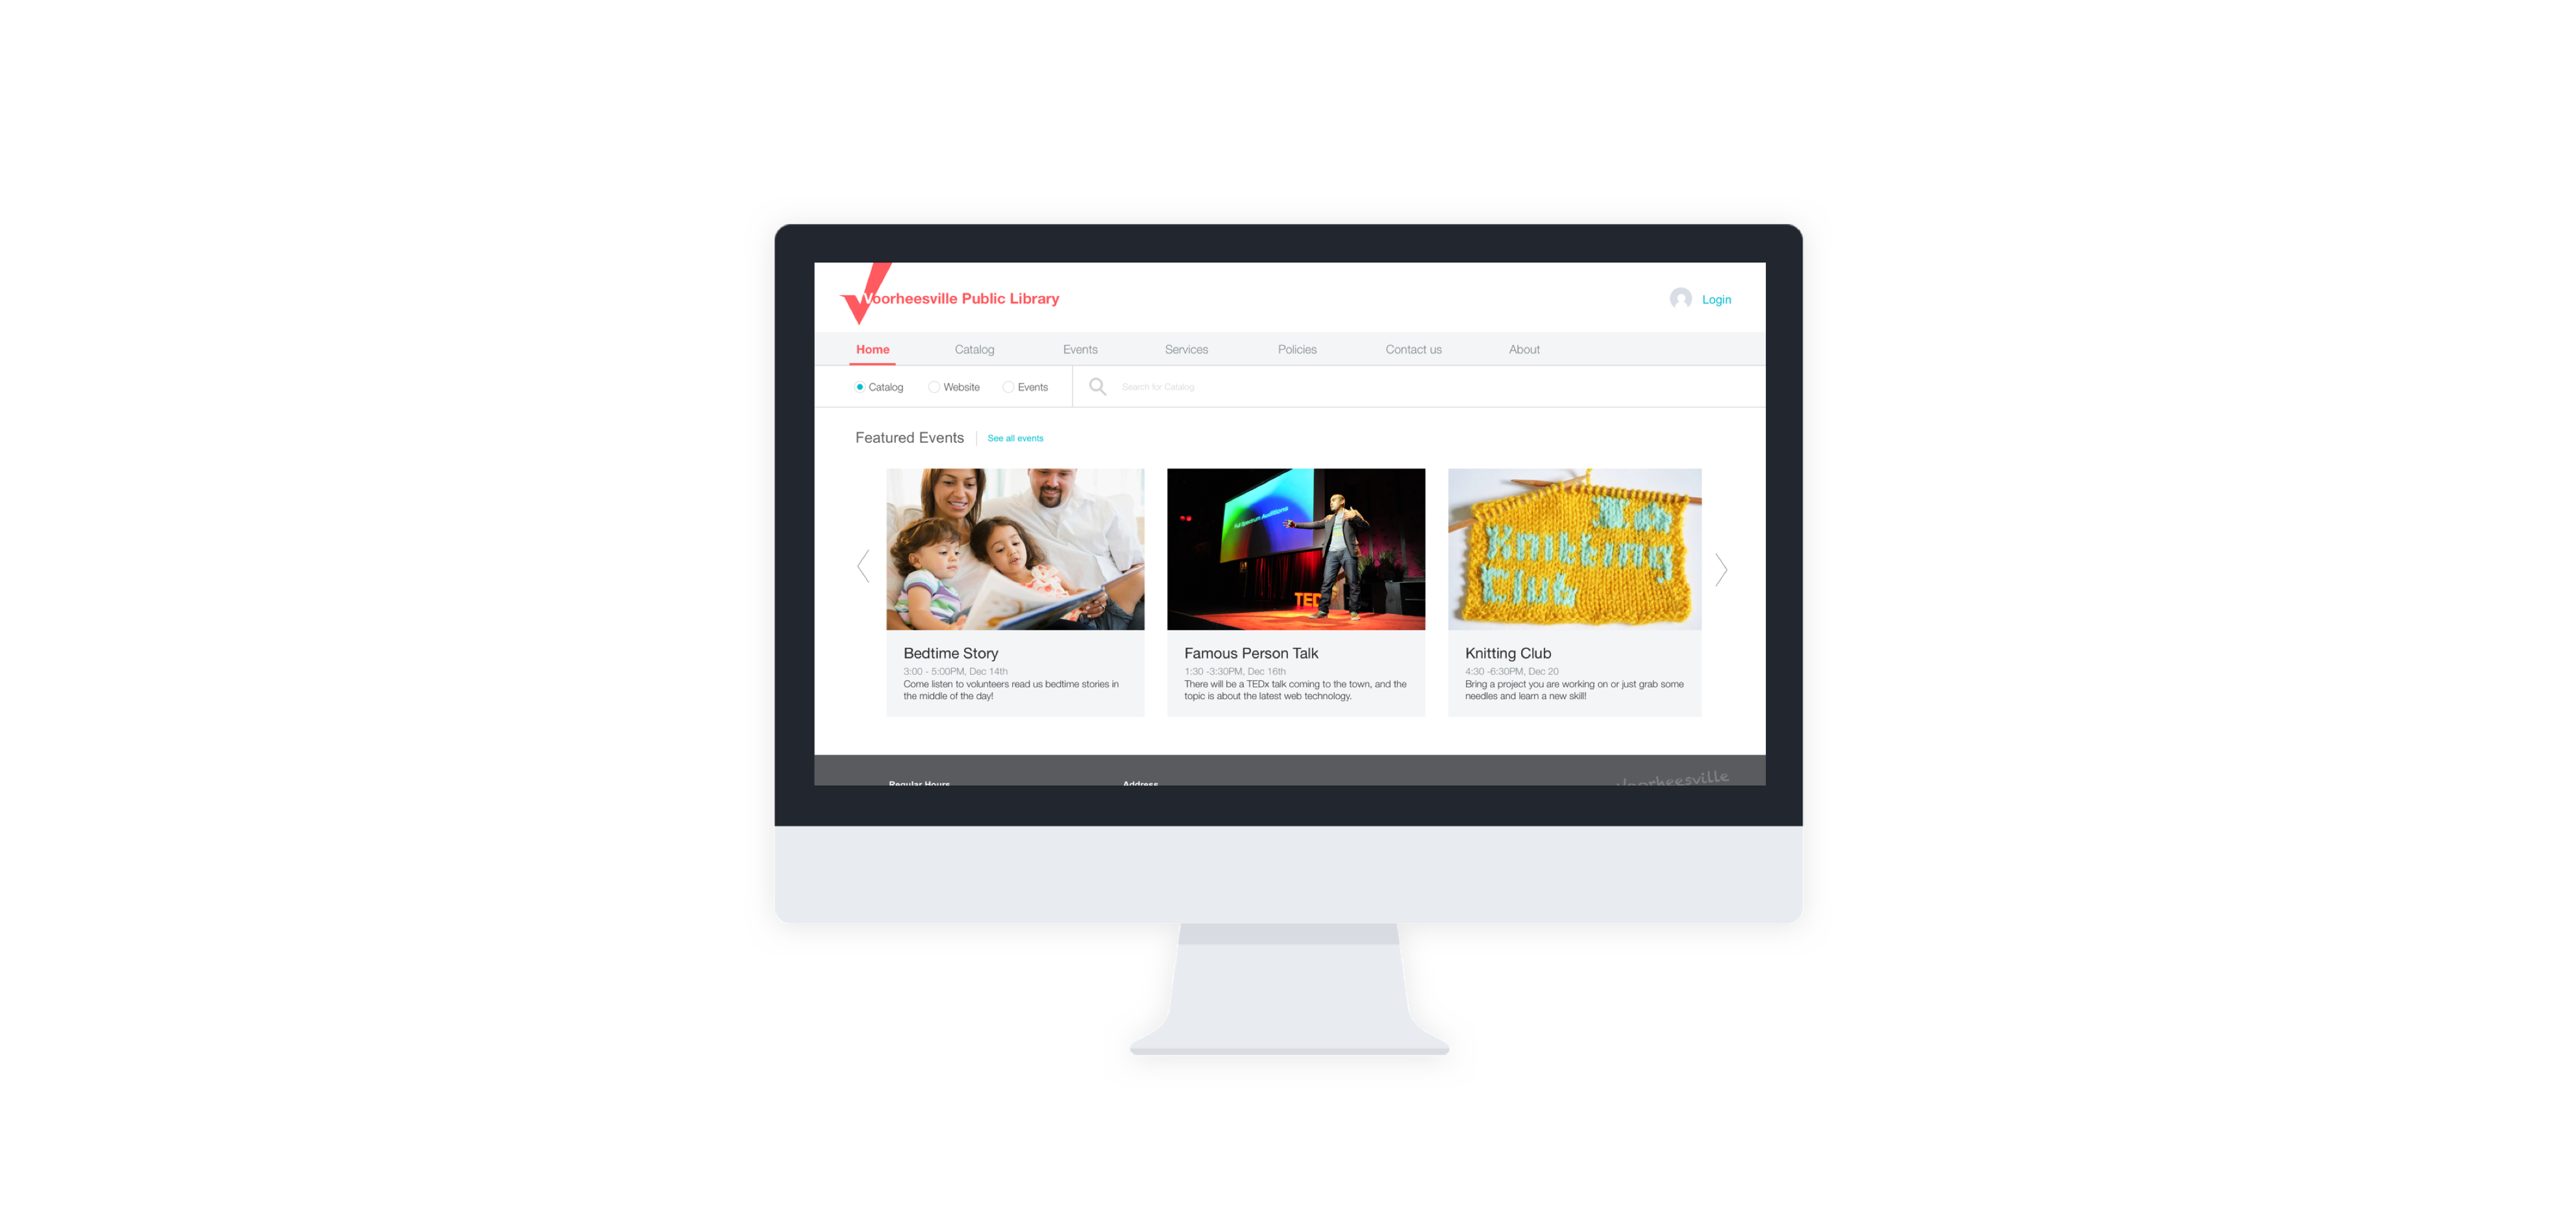 Voorheesville Public Library
Login
Home Catalog Events Services Policies Contact us About
Catalog Website Events Search for Catalog
Featured Events See all events
Full Spectrum Auditions
TED
Knitting
Club
Bedtime Story
3:00 - 5:00PM, Dec 14th
Come listen to volunteers read us bedtime stories in
the middle of the day!
Famous Person Talk
1:30 -3:30PM, Dec 16th
There will be a TEDx talk coming to the town, and the
topic is about the latest web technology.
Knitting Club
4:30 -6:30PM, Dec 20
Bring a project you are working on or just grab some
needles and learn a new skill!
Regular Hours Address
Voorheesville